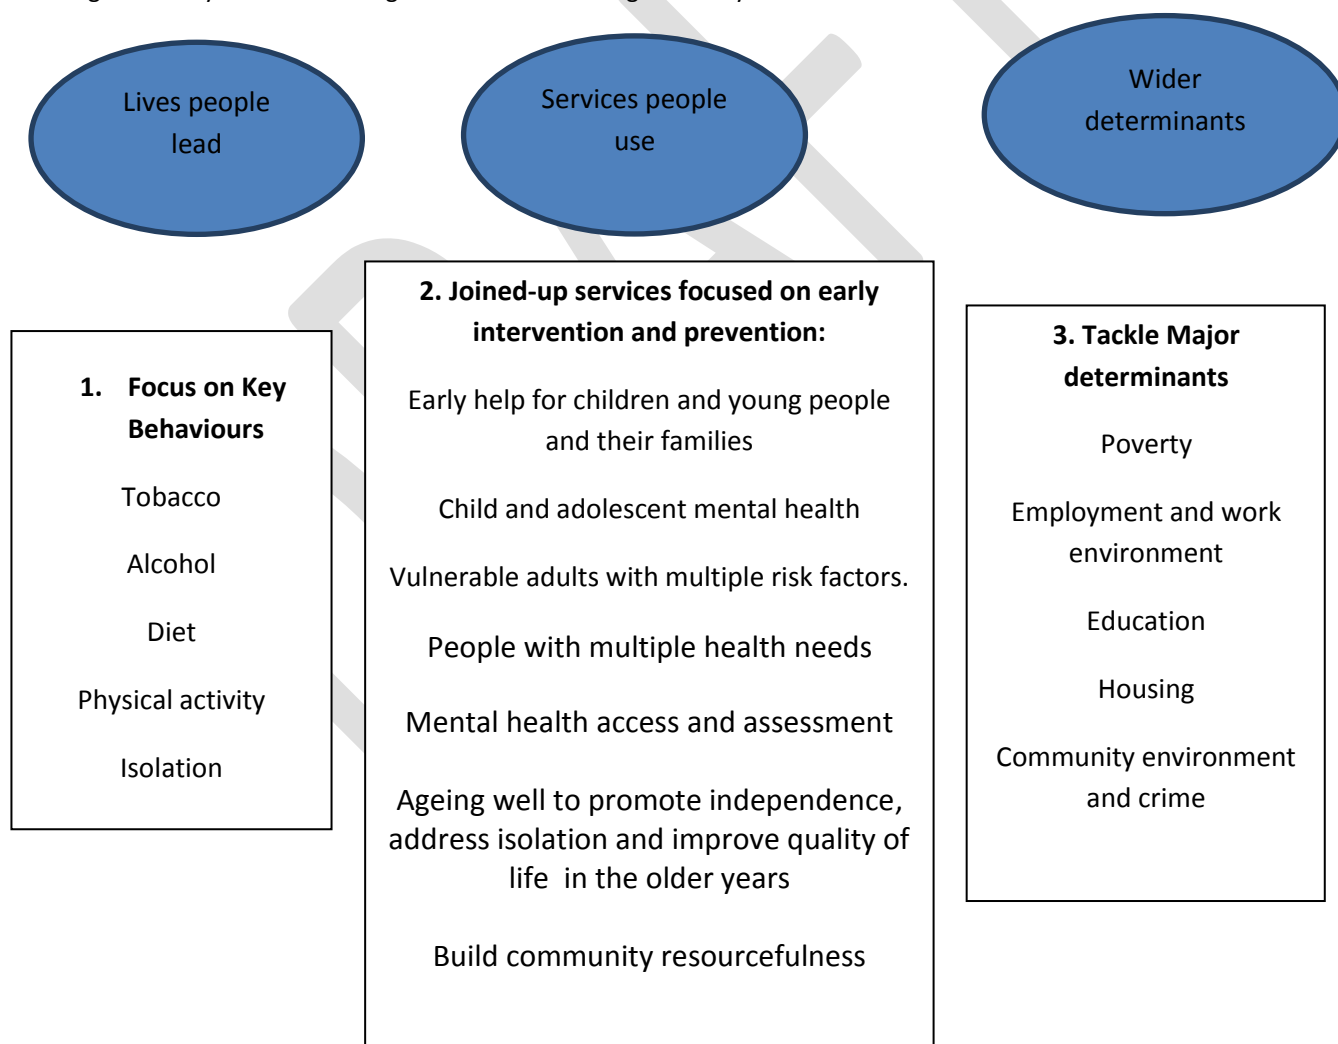 Lives people
lead
Services people
use
Wider
determinants
1. Focus on Key
Behaviours
Tobacco
Alcohol
Diet
Physical activity
Isolation
2. Joined-up services focused on early
intervention and prevention:
Early help for children and young people
and their families
Child and adolescent mental health
Vulnerable adults with multiple risk factors.
People with multiple health needs
Mental health access and assessment
Ageing well to promote independence,
address isolation and improve quality of
life in the older years
Build community resourcefulness
3. Tackle Major
determinants
Poverty
Employment and work
environment
Education
Housing
Community environment
and crime